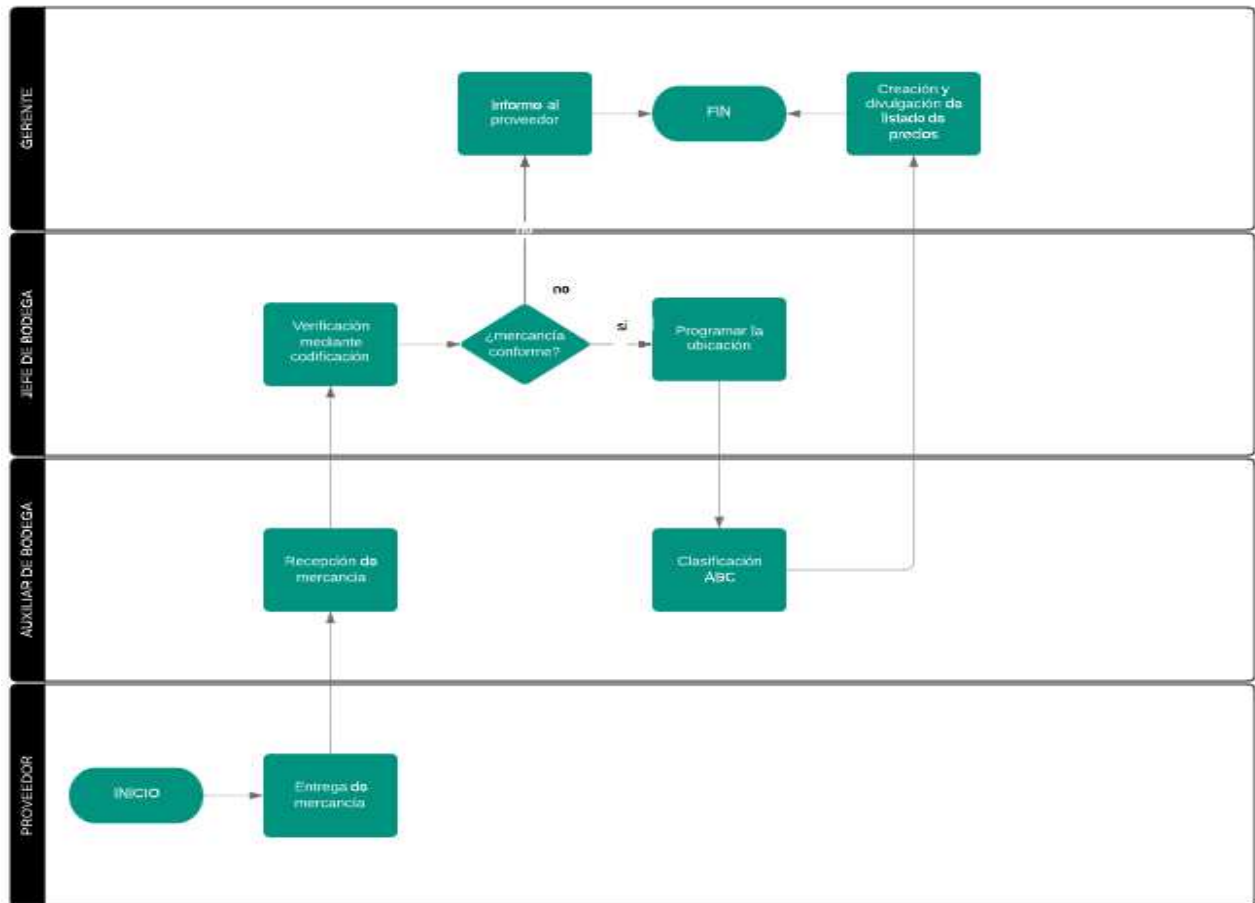 GERENTE
Informe al
proveedor
FIN
Creación y
divulgación de
listado de
precios
no
JEFE DE BODEGA
Verificación
mediante
codificación
¿mercancía
conforme?
no
si
Programar la
ubicación
AUXILIAR DE BODEGA
Recepción de
mercancía
Clasificación
ABC
PROVEEDOR
INICIO
Entrega de
mercancía